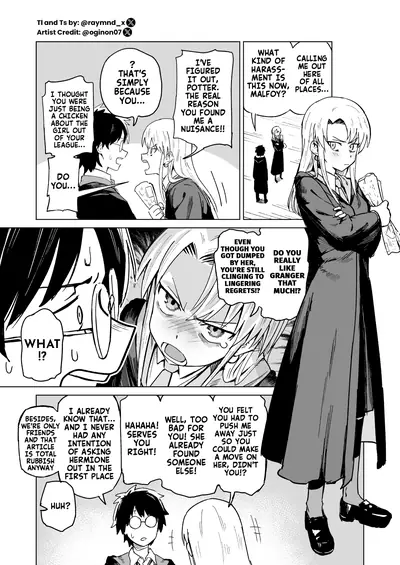 Tl and Ts by: @raymnd_x
Artist Credit: @oginon07
CALLING
ME OUT
HERE OF
ALL
PLACES...
WHAT
KIND OF
HARASS-
MENT IS
THIS NOW,
MALFOY?
I'VE
FIGURED
IT OUT,
POTTER.
THE REAL
REASON
YOU FOUND
ME A
NUISANCE!!
?
THAT'S
SIMPLY
BECAUSE
YOU...
I THOUGHT
YOU WERE
JUST BEING
A CHICKEN
ABOUT THE
GIRL OUT OF
YOUR
LEAGUE...
DO
YOU...
DO YOU
REALLY
LIKE
GRANGER
THAT
MUCH!?
EVEN
THOUGH YOU
GOT DUMPED
BY HER,
YOU'RE STILL
CLINGING TO
LINGERING
REGRETS!?
WHAT
!?
YOU FELT
YOU HAD TO
PUSH ME
AWAY JUST
SO YOU
COULD MAKE
A MOVE ON
HER, DIDN'T
YOU!?
WELL, TOO
BAD FOR
YOU! SHE
ALREADY
FOUND
SOMEONE
ELSE!
HAHAHA!
SERVES
YOU
RIGHT!
I ALREADY
KNOW THAT...
AND I NEVER
HAD ANY
INTENTION
OF ASKING
HERMIONE OUT
IN THE FIRST
PLACE
BESIDES,
WE'RE ONLY
FRIENDS
AND THAT
ARTICLE
IS TOTAL
RUBBISH
ANYWAY
HUH?